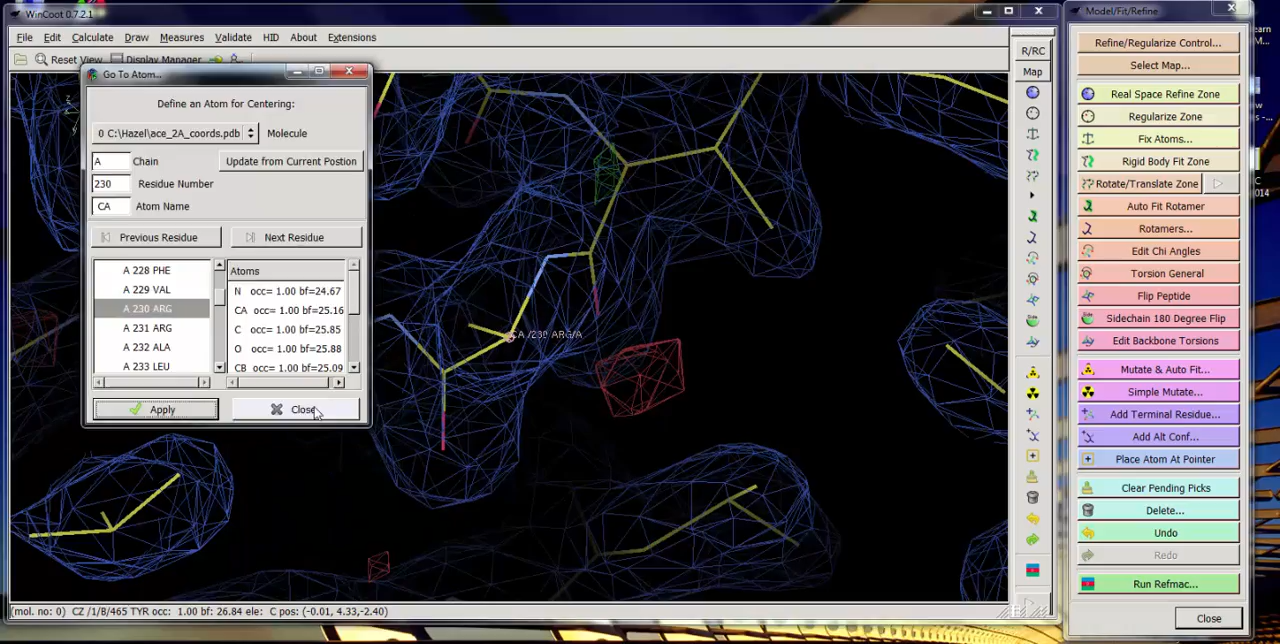 WinCoot 0.7.2.1
File Edit Calculate Draw Measures Validate HID About Extensions
Reset View Display Manager
Go To Atom...
Define an Atom for Centering:
0 C:\Hazel\ace_2A_coords.pdb Molecule
A Chain Update from Current Postion
230 Residue Number
CA Atom Name
Previous Residue Next Residue
A 228 PHE
A 229 VAL
A 230 ARG
A 231 ARG
A 232 ALA
A 233 LEU
Atoms
N occ= 1.00 bf=24.67
CA occ= 1.00 bf=25.16
C occ= 1.00 bf=25.85
O occ= 1.00 bf=25.88
CB occ= 1.00 bf=25.09
Apply Close
CA /230 ARG/A
(mol. no: 0) CZ /1/B/465 TYR occ: 1.00 bf: 26.84 ele: C pos: (-0.01, 4.33,-2.40)
R/RC
Map
Model/Fit/Refine
Refine/Regularize Control...
Select Map...
Real Space Refine Zone
Regularize Zone
Fix Atoms...
Rigid Body Fit Zone
Rotate/Translate Zone
Auto Fit Rotamer
Rotamers...
Edit Chi Angles
Torsion General
Flip Peptide
Side Sidechain 180 Degree Flip
Edit Backbone Torsions
Mutate & Auto Fit...
Simple Mutate...
Add Terminal Residue...
Add Alt Conf...
Place Atom At Pointer
Clear Pending Picks
Delete...
Undo
Redo
Run Refmac...
Close
2014